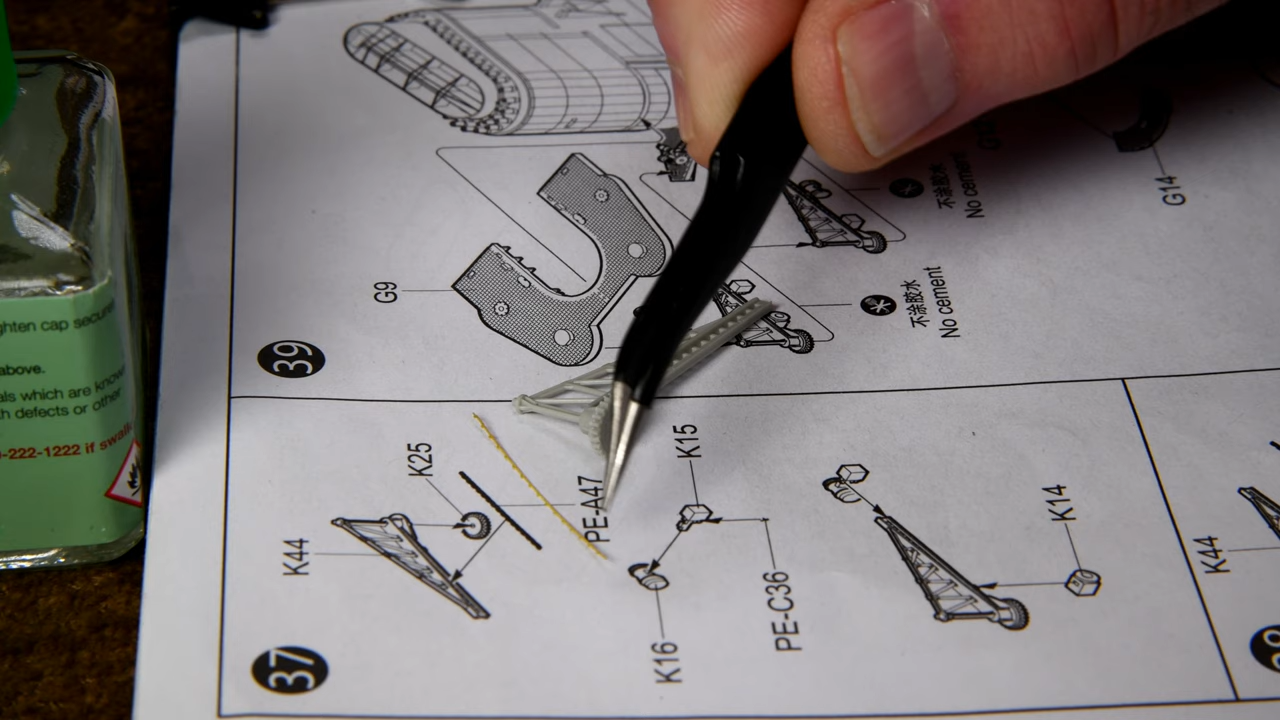 ghten cap secure
above.
als which are know
h defects or other
-222-1222 if swal
39
G9
不涂胶水
No cement
不涂胶水
No cement
G14
37
K44
K25
PE-A47
K15
K16
PE-C36
K14
K44